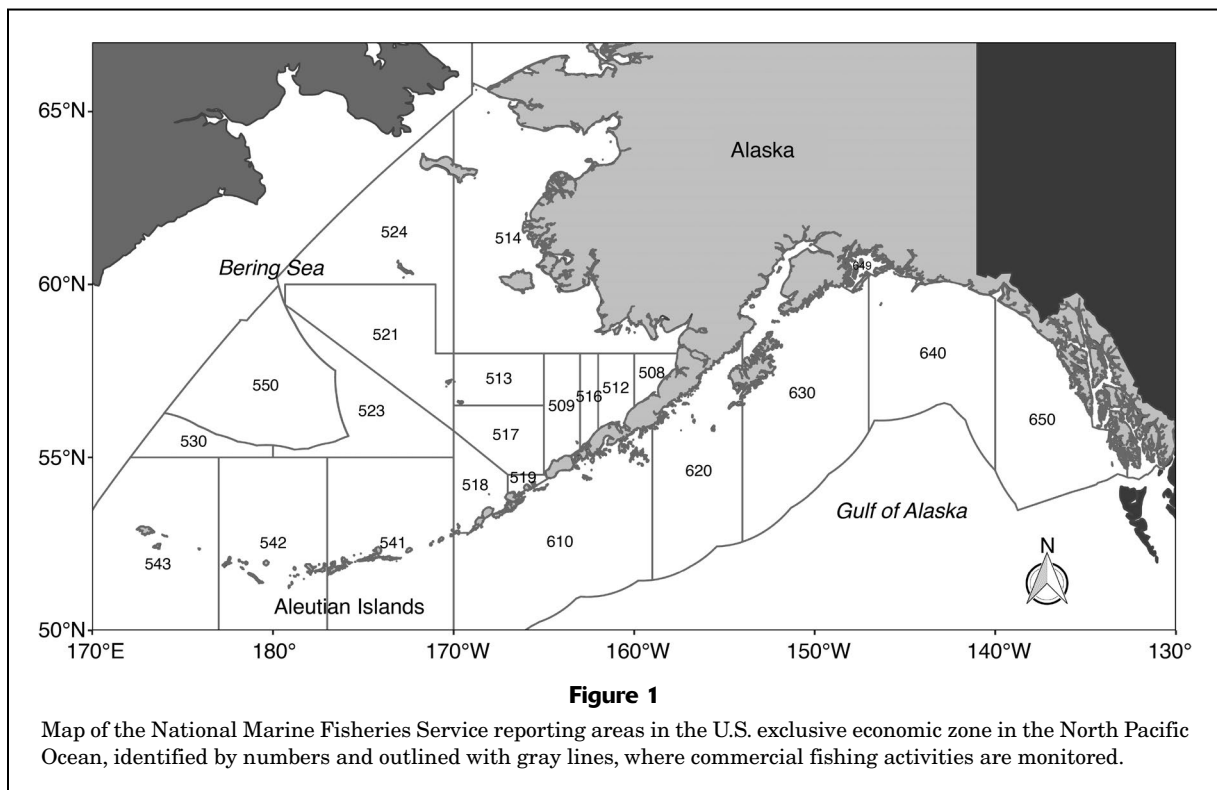 65°N
Alaska
524
514
Bering Sea
649
60°N
521
640
513
508
550
512
516
509
630
523
517
650
530
620
55°N
519
518
Gulf of Alaska
610
542
541
543
N
Aleutian Islands
50°N
170°E
180°
170°W
160°W
150°W
140°W
130°
Figure 1
Map of the National Marine Fisheries Service reporting areas in the U.S. exclusive economic zone in the North Pacific
Ocean, identified by numbers and outlined with gray lines, where commercial fishing activities are monitored.